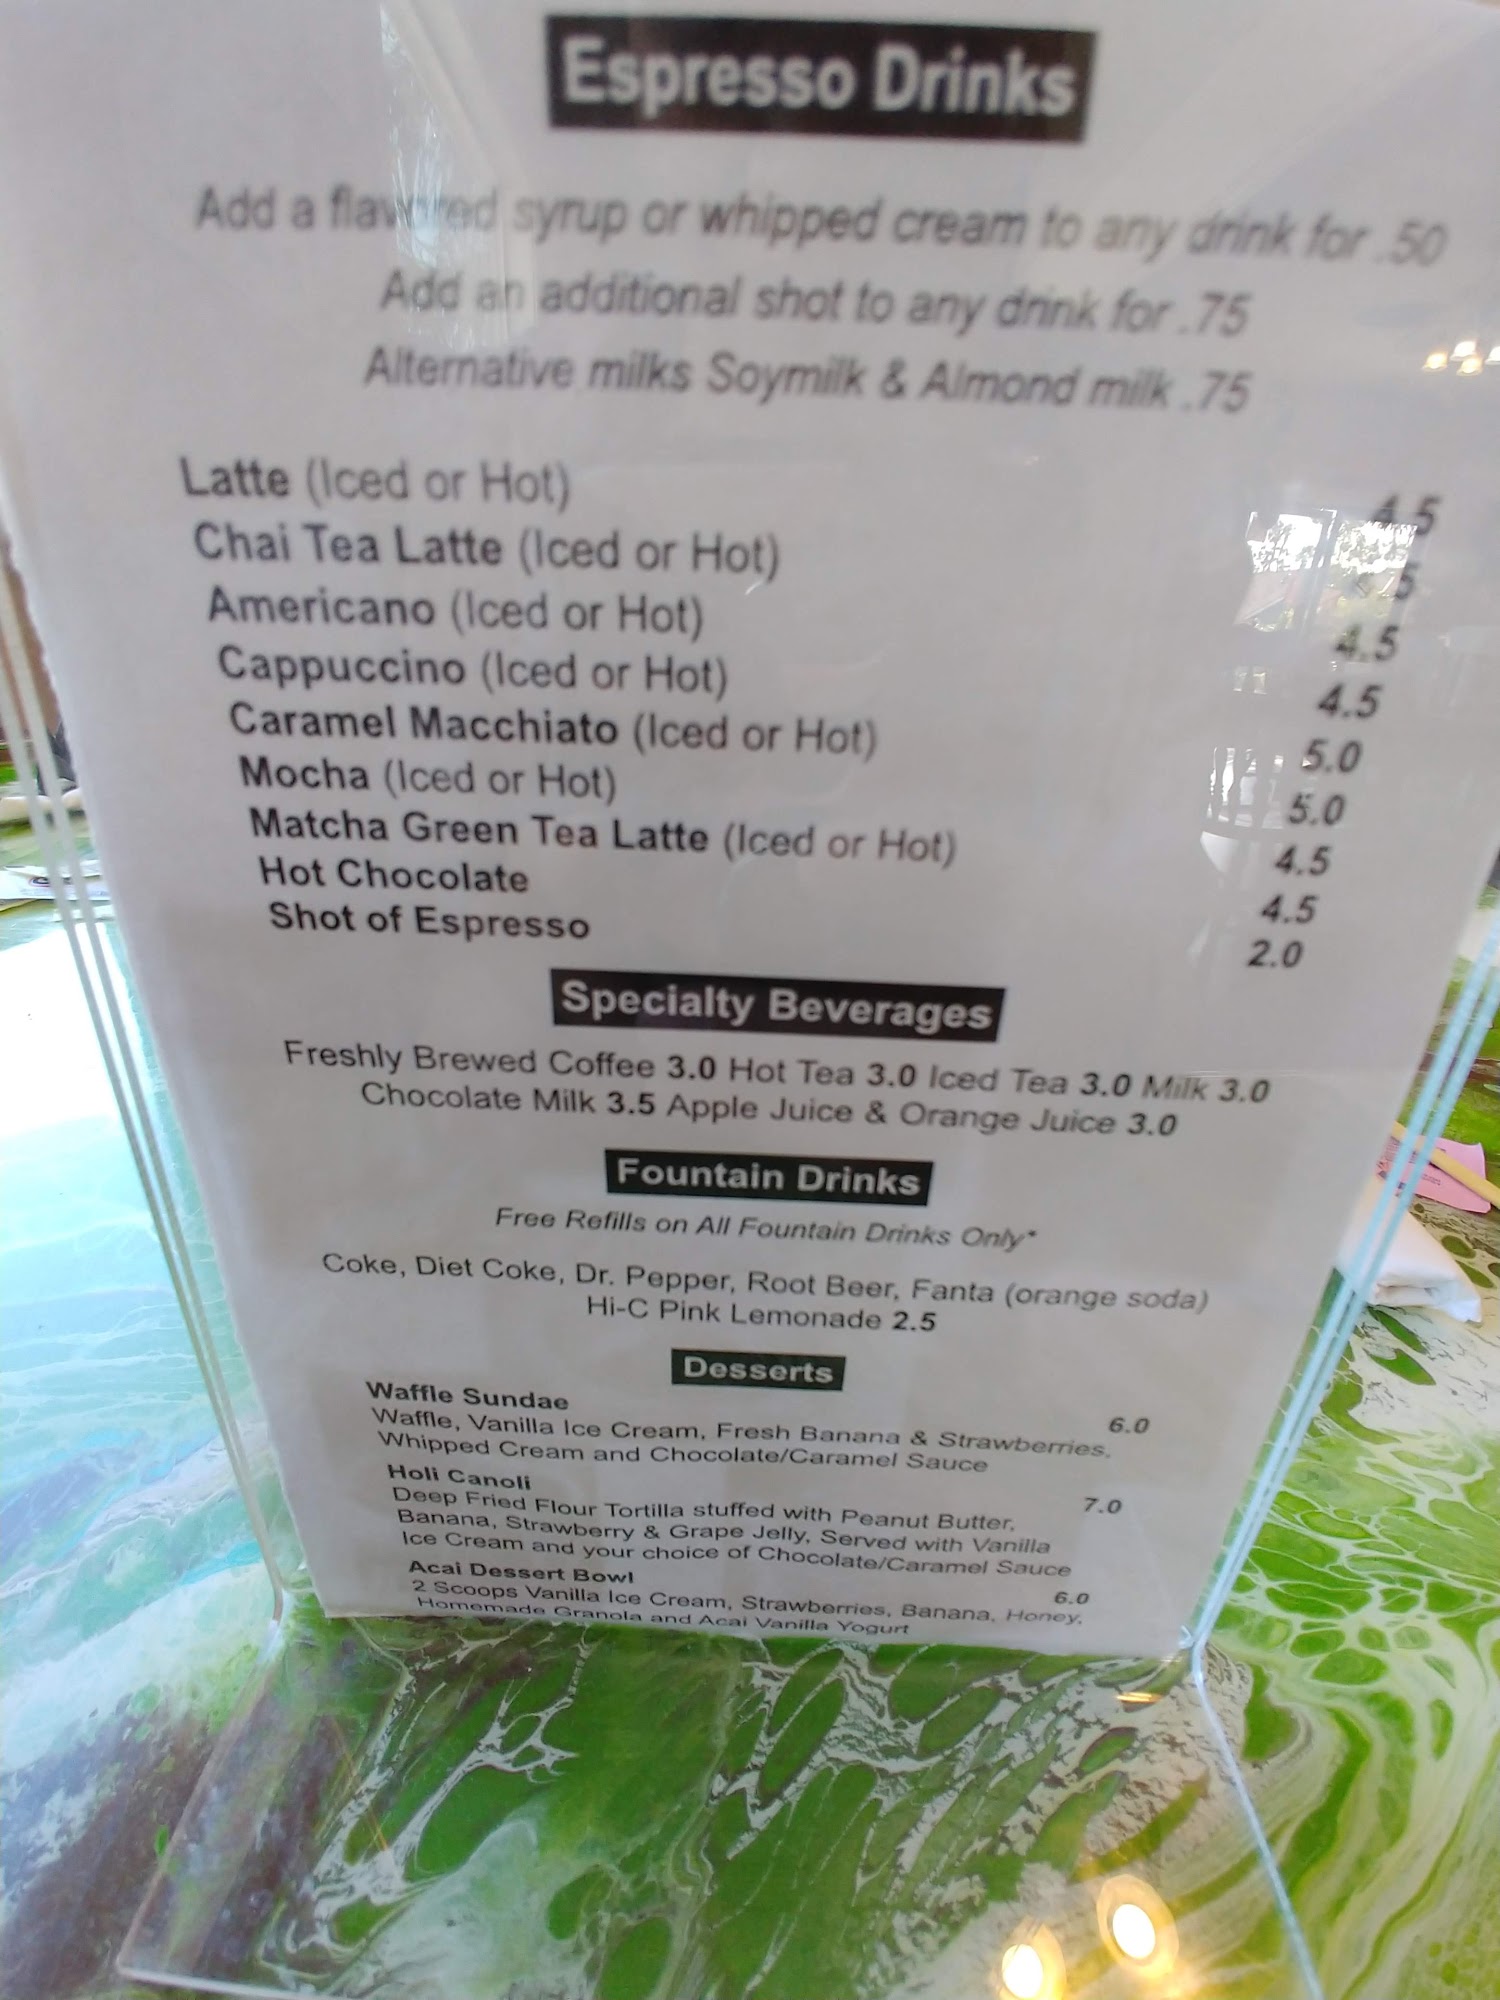 Espresso Drinks
Add a flavored syrup or whipped cream to any drink for .50
Add an additional shot to any drink for .75
Alternative milks Soymilk & Almond milk .75
Latte (Iced or Hot) 4.5
Chai Tea Latte (Iced or Hot)
Americano (Iced or Hot) 4.5
Cappuccino (Iced or Hot) 4.5
Caramel Macchiato (Iced or Hot) 5.0
Mocha (Iced or Hot) 5.0
Matcha Green Tea Latte (Iced or Hot) 4.5
Hot Chocolate 4.5
Shot of Espresso 2.0
Specialty Beverages
Freshly Brewed Coffee 3.0 Hot Tea 3.0 Iced Tea 3.0 Milk 3.0
Chocolate Milk 3.5 Apple Juice & Orange Juice 3.0
Fountain Drinks
Free Refills on All Fountain Drinks Only*
Coke, Diet Coke, Dr. Pepper, Root Beer, Fanta (orange soda)
Hi-C Pink Lemonade 2.5
Desserts
Waffle Sundae 6.0
Waffle, Vanilla Ice Cream, Fresh Banana & Strawberries,
Whipped Cream and Chocolate/Caramel Sauce
Holi Canoli 7.0
Deep Fried Flour Tortilla stuffed with Peanut Butter,
Banana, Strawberry & Grape Jelly, Served with Vanilla
Ice Cream and your choice of Chocolate/Caramel Sauce
Acai Dessert Bowl 6.0
2 Scoops Vanilla Ice Cream, Strawberries, Banana, Honey,
Homemade Granola and Acai Vanilla Yogurt